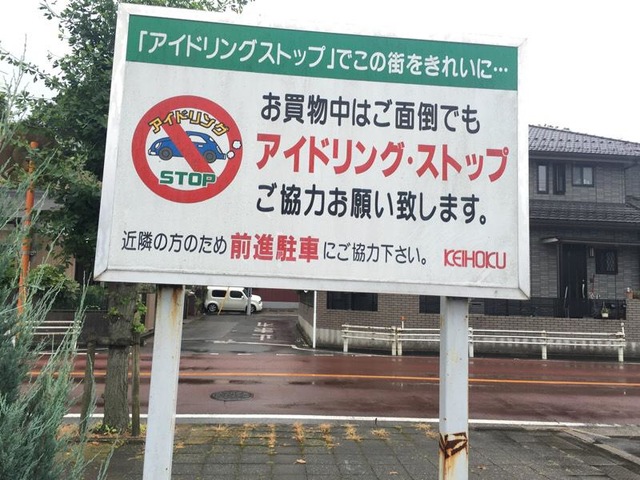 「アイドリングストップ」でこの街をきれいに…
アイドリング
STOP
お買物中はご面倒でも
アイドリング・ストップ
ご協力お願い致します。
近隣の方のため前進駐車にご協力下さい。 KEIHOKU